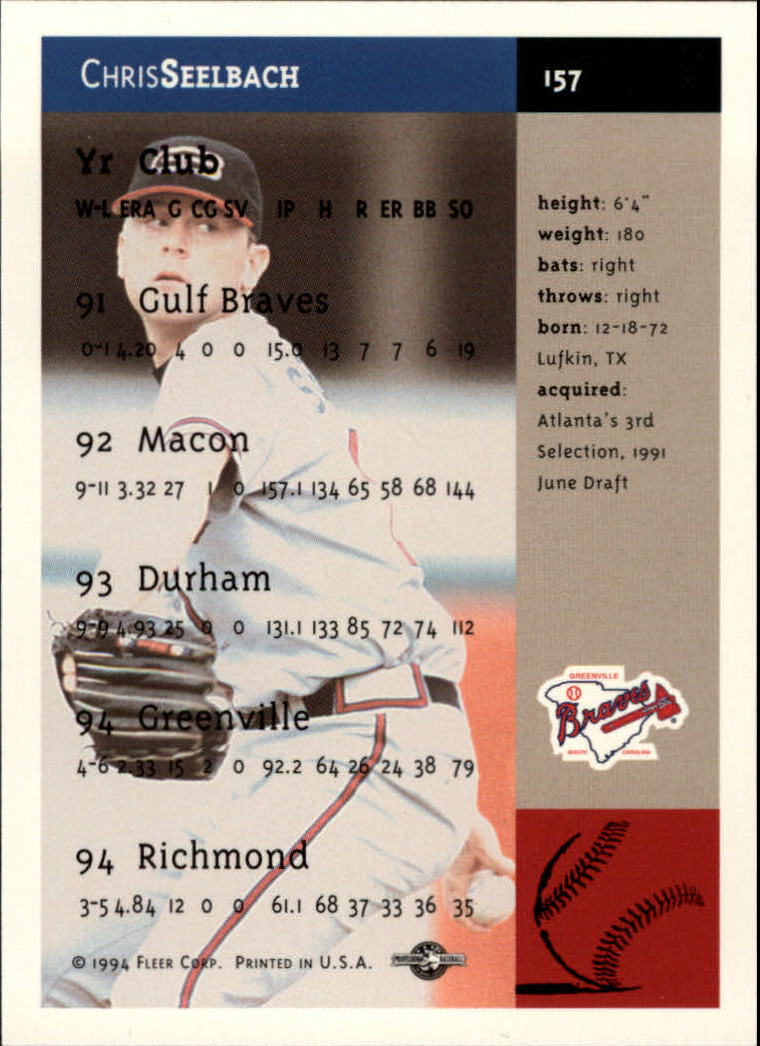 CHRISSEELBACH
157
Yr Club
W-L ERA G CG SV IP H R ER BB SO
91 Gulf Braves
0-1 4.20 4 0 0 15.0 13 7 7 6 19
92 Macon
9-11 3.32 27 1 0 157.1 134 65 58 68 144
93 Durham
9-9 4.93 25 0 0 131.1 133 85 72 74 112
94 Greenville
4-6 2.33 15 2 0 92.2 64 26 24 38 79
94 Richmond
3-5 4.84 12 0 0 61.1 68 37 33 36 35
© 1994 FLEER CORP. PRINTED IN U.S.A.
PROFESSIONAL BASEBALL
height: 6'4"
weight: 180
bats: right
throws: right
born: 12-18-72
Lufkin, TX
acquired:
Atlanta's 3rd
Selection, 1991
June Draft
GREENVILLE
Braves
SOUTH CAROLINA